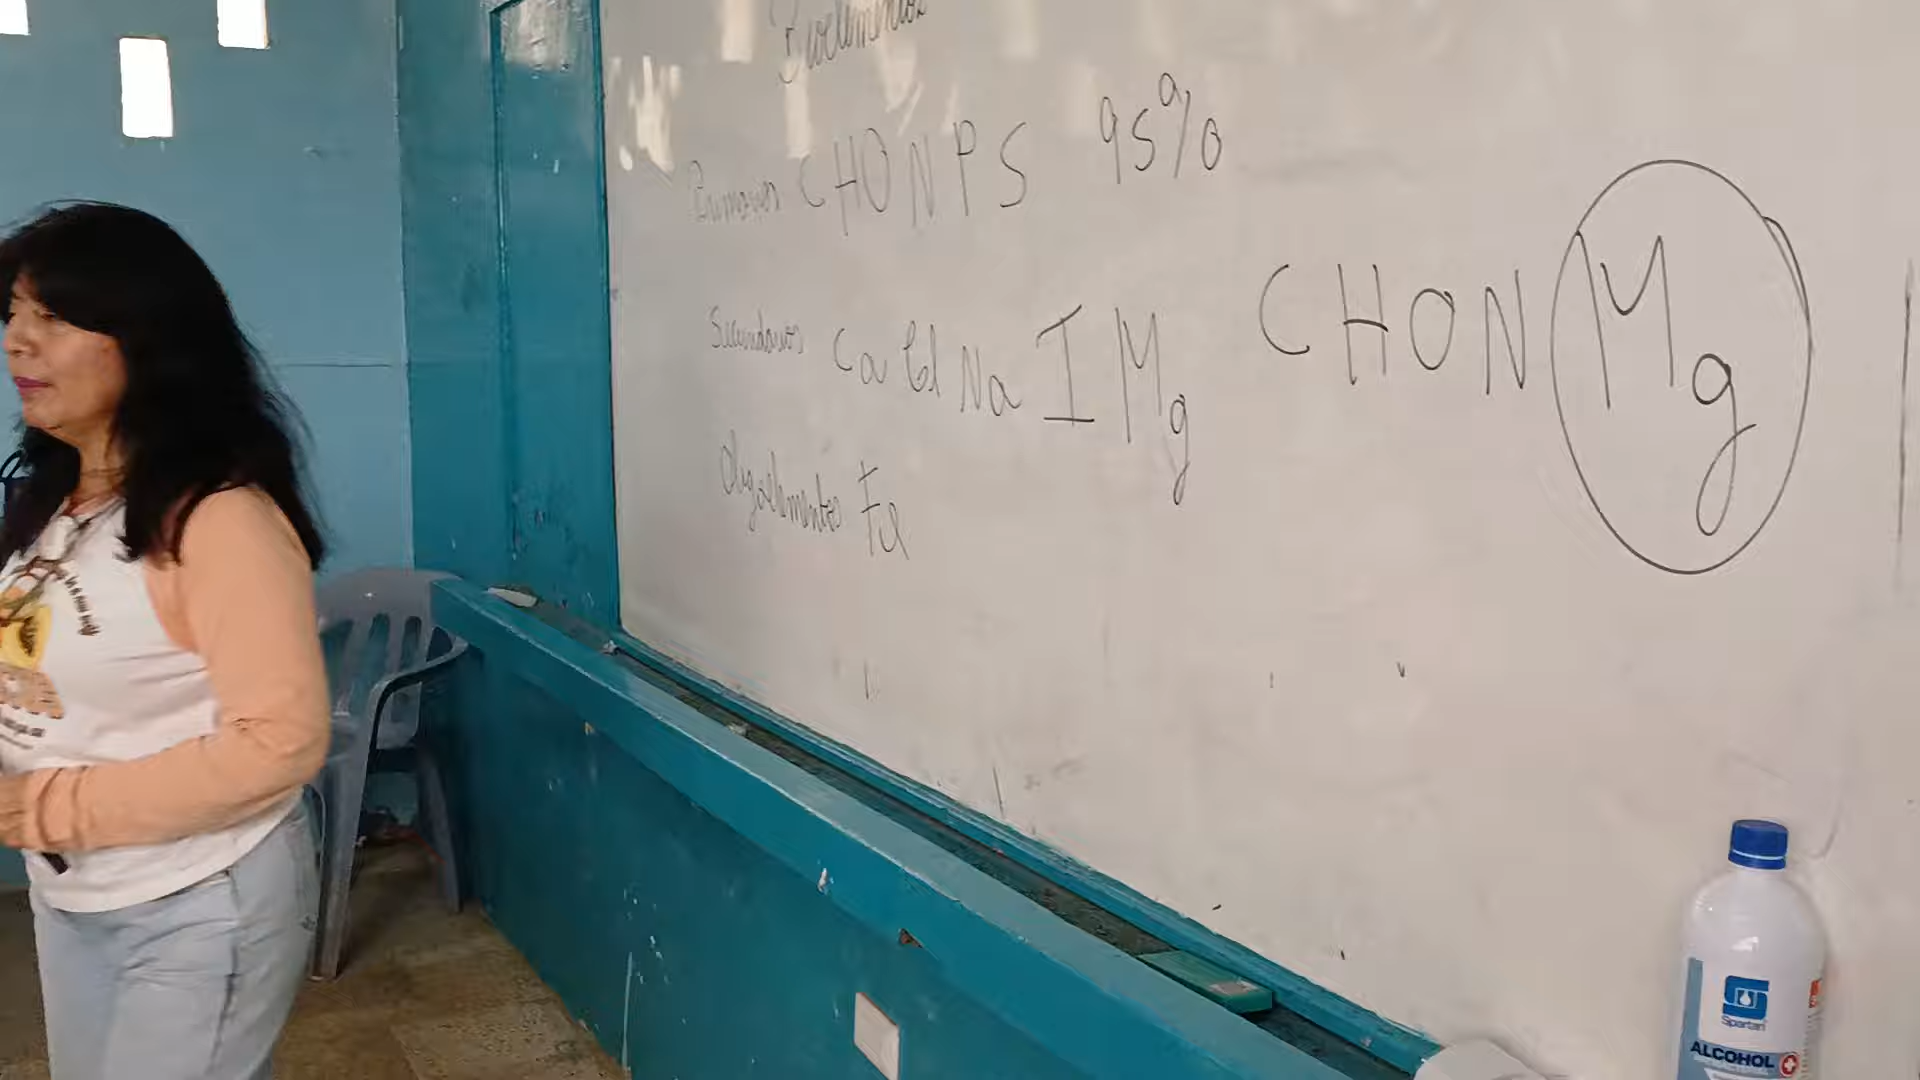 Bioelementos
Primarios CHONPS 95%
Secundarios Ca Cl Na I Mg
CHON Mg
Oligoelementos Fe
Spartan
ALCOHOL